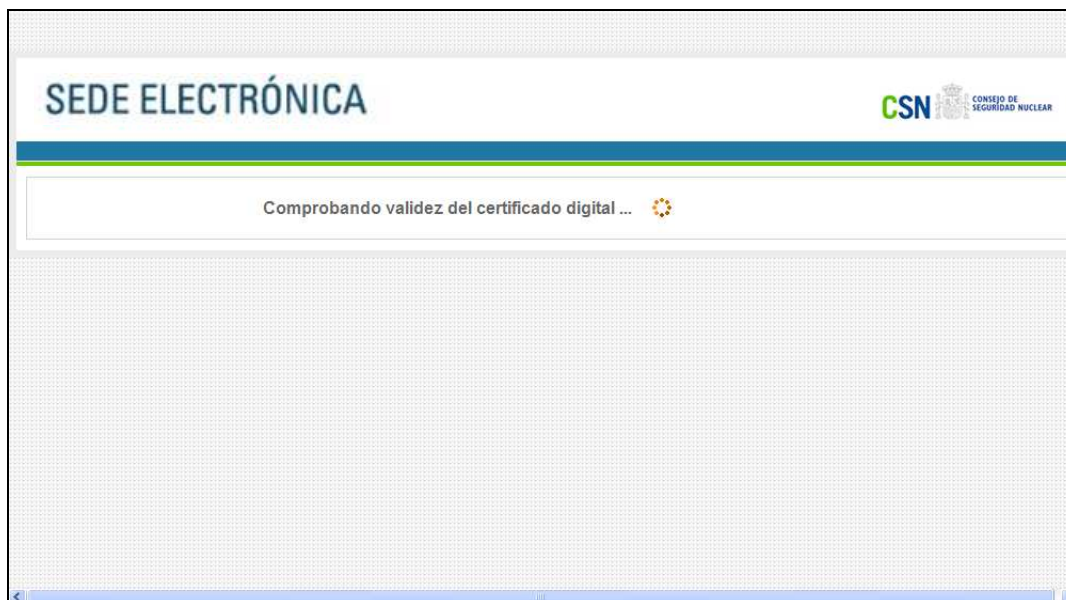 SEDE ELECTRÓNICA
CSN
CONSEJO DE
SEGURIDAD NUCLEAR
Comprobando validez del certificado digital ...